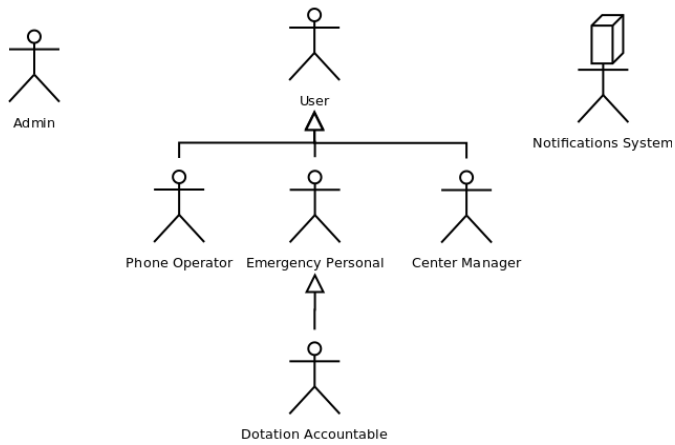 User
Admin
Notifications System
Phone Operator
Emergency Personal
Center Manager
Dotation Accountable